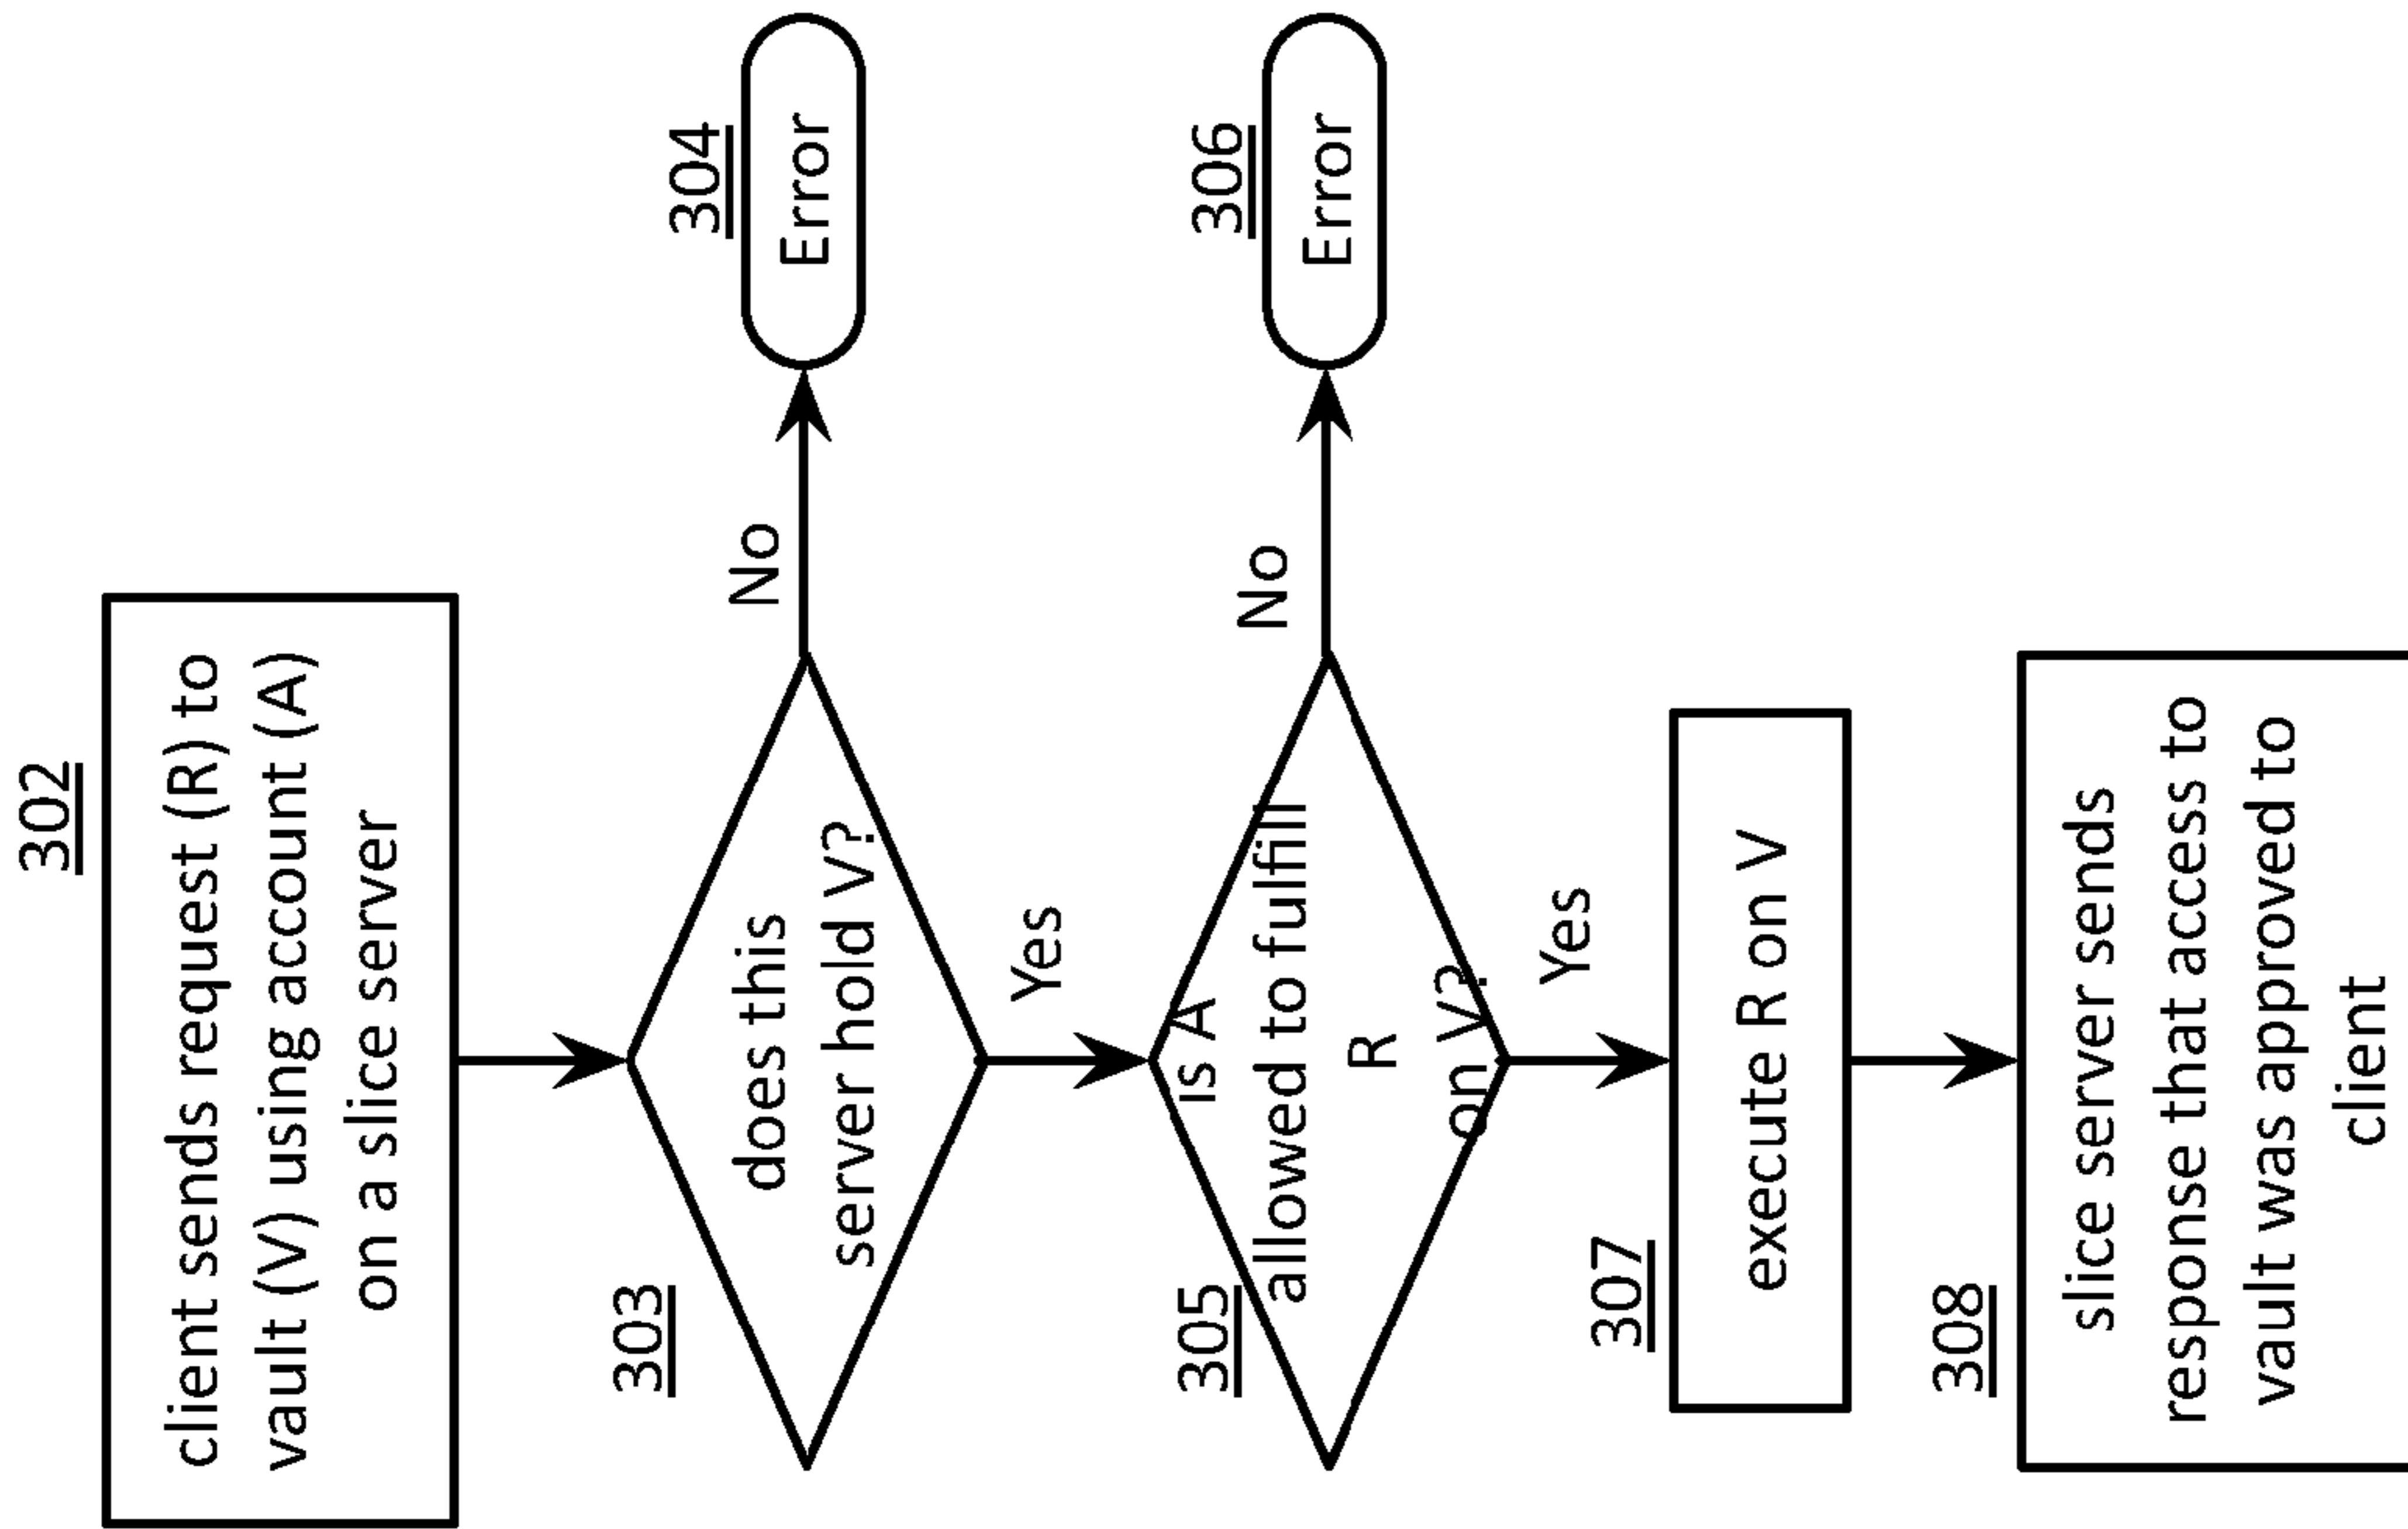 302
client sends request (R) to
vault (V) using account (A)
on a slice server
303
does this
server hold V?
No
304
Error
Yes
305
is A
allowed to fulfill
R
on V?
No
306
Error
Yes
307
execute R on V
308
slice server sends
response that access to
vault was approved to
client